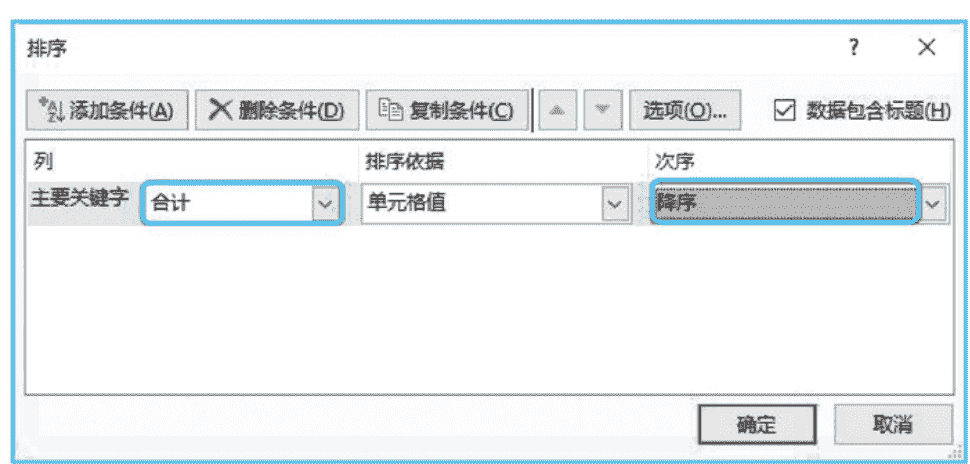 排序 ?
添加条件(A) 删除条件(D) 复制条件(C) 选项(O)... 数据包含标题(H)
列 排序依据 次序
主要关键字 合计 单元格值 降序
确定 取消